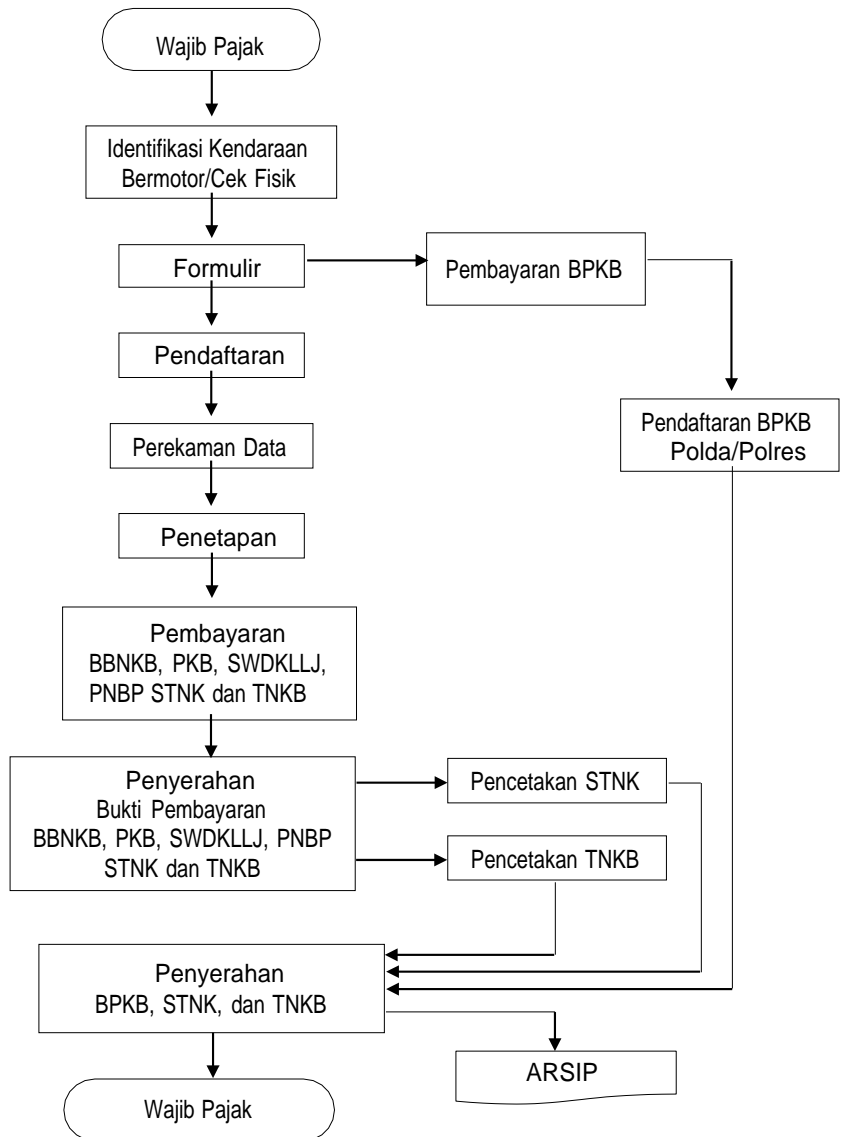 Wajib Pajak
Identifikasi Kendaraan
Bermotor/Cek Fisik
Formulir
Pembayaran BPKB
Pendaftaran
Pendaftaran BPKB
Polda/Polres
Perekaman Data
Penetapan
Pembayaran
BBNKB, PKB, SWDKLLJ,
PNBP STNK dan TNKB
Penyerahan
Bukti Pembayaran
BBNKB, PKB, SWDKLLJ, PNBP
STNK dan TNKB
Pencetakan STNK
Pencetakan TNKB
Penyerahan
BPKB, STNK, dan TNKB
ARSIP
Wajib Pajak